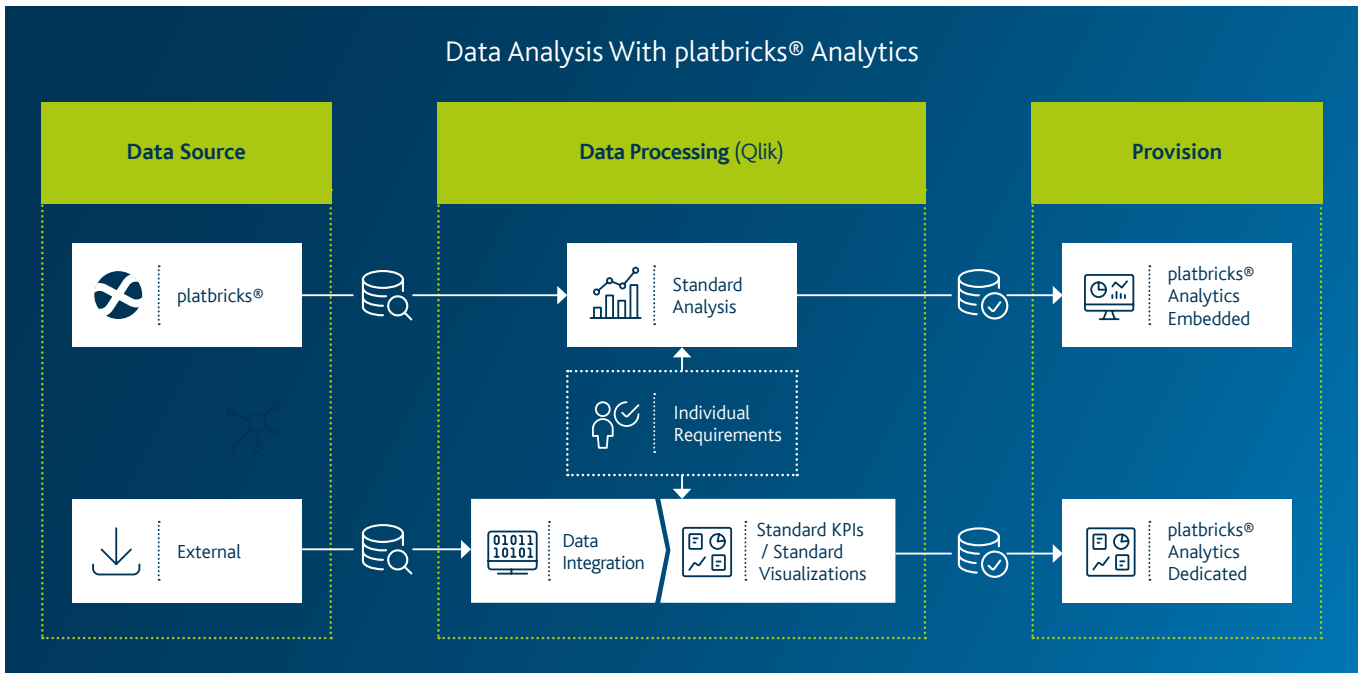 Data Analysis With platbricks® Analytics
Data Source
Data Processing (Qlik)
Provision
platbricks®
Standard
Analysis
platbricks®
Analytics
Embedded
Individual
Requirements
External
01011
10101
Data
Integration
Standard KPIs
/ Standard
Visualizations
platbricks®
Analytics
Dedicated